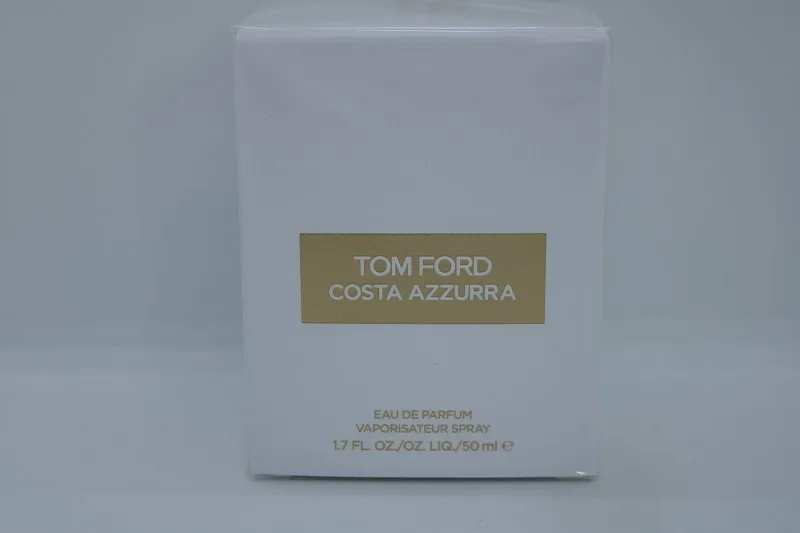 TOM FORD
COSTA AZZURRA
EAU DE PARFUM
VAPORISATEUR SPRAY
1.7 FL. OZ./OZ. LIQ./50 ml ℮